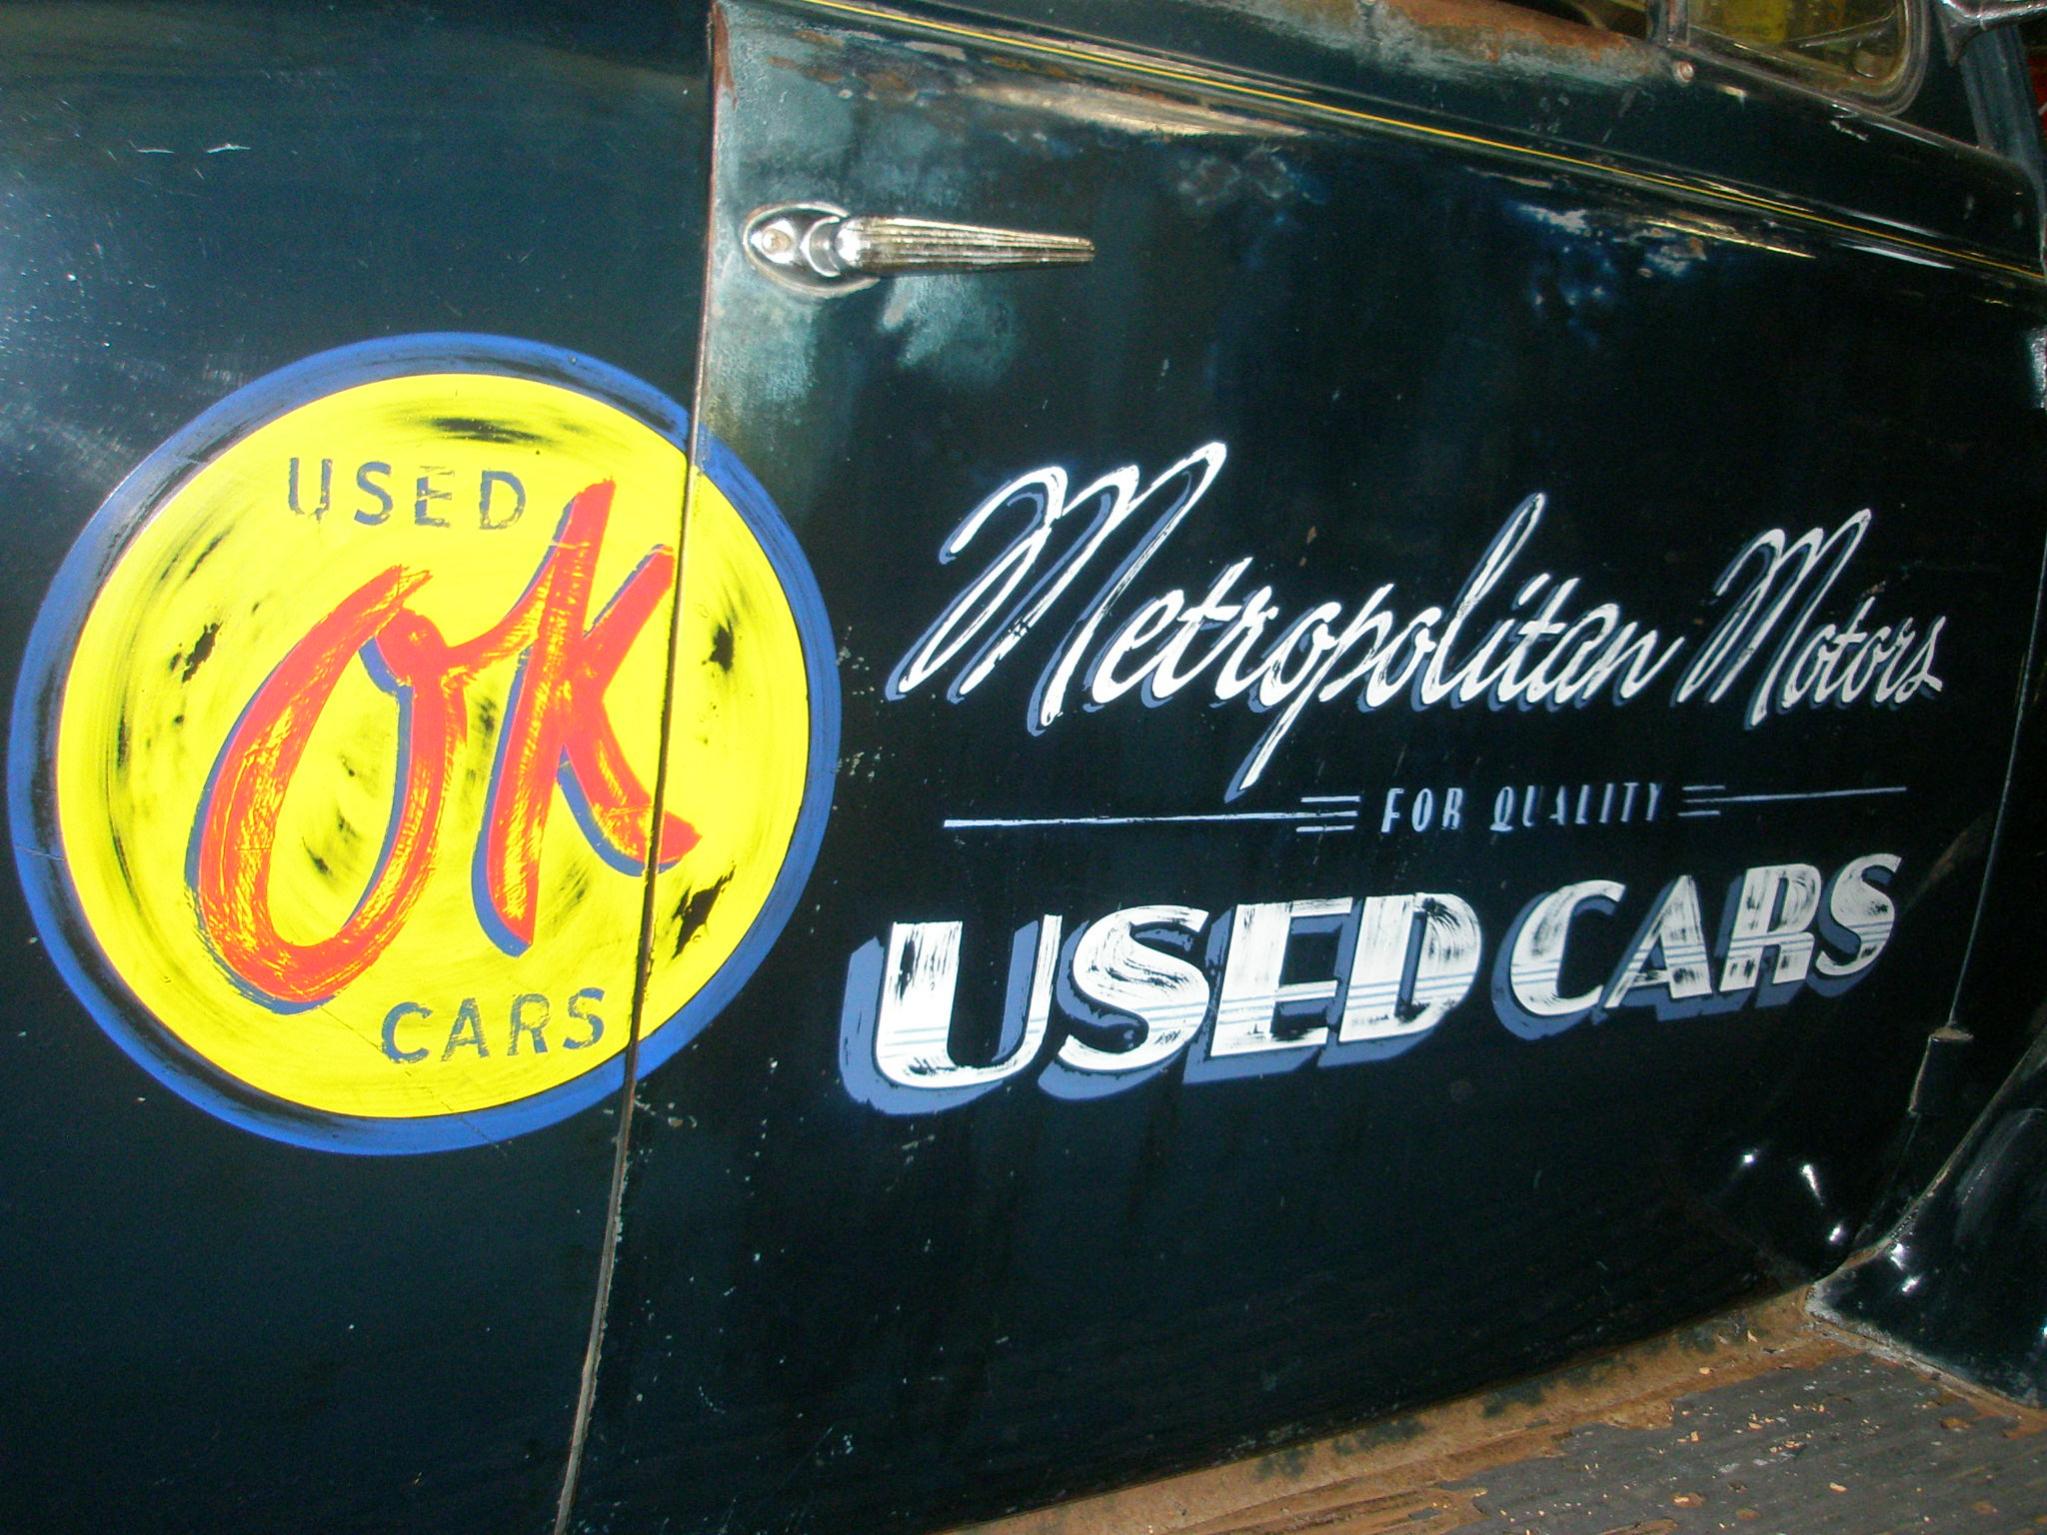 USED
OK
CARS
Metropolitan Motors
FOR QUALITY
USED CARS